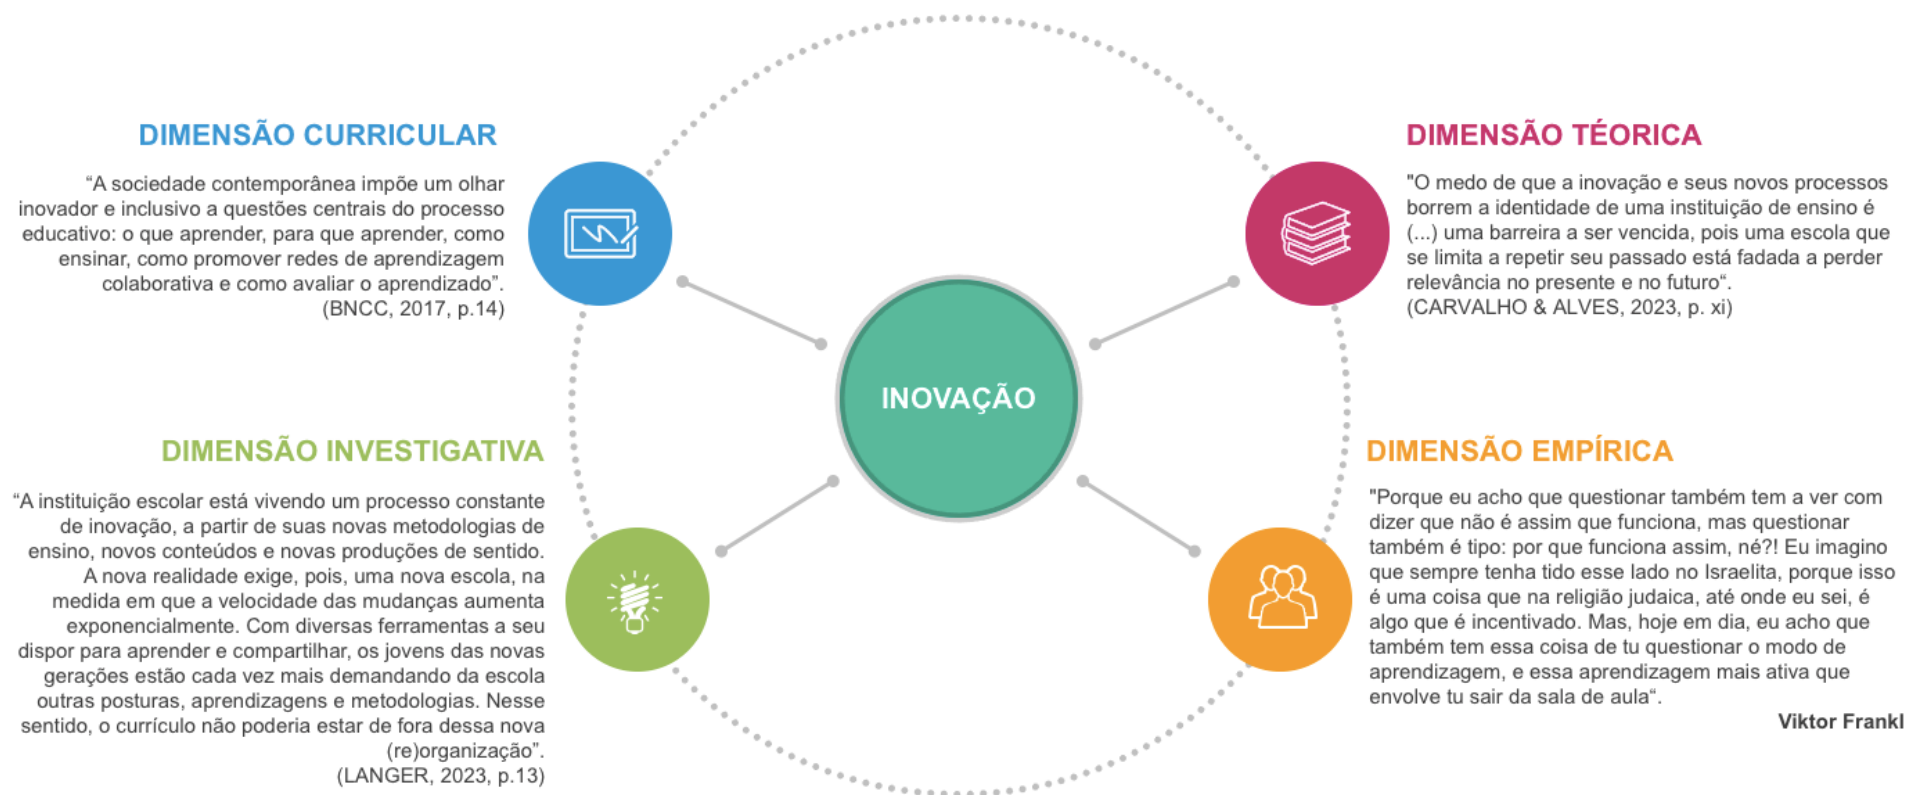 DIMENSÃO CURRICULAR
“A sociedade contemporânea impõe um olhar
inovador e inclusivo a questões centrais do processo
educativo: o que aprender, para que aprender, como
ensinar, como promover redes de aprendizagem
colaborativa e como avaliar o aprendizado”.
(BNCC, 2017, p.14)
DIMENSÃO TÉORICA
"O medo de que a inovação e seus novos processos
borrem a identidade de uma instituição de ensino é
(...) uma barreira a ser vencida, pois uma escola que
se limita a repetir seu passado está fadada a perder
relevância no presente e no futuro“.
(CARVALHO & ALVES, 2023, p. xi)
INOVAÇÃO
DIMENSÃO INVESTIGATIVA
“A instituição escolar está vivendo um processo constante
de inovação, a partir de suas novas metodologias de
ensino, novos conteúdos e novas produções de sentido.
A nova realidade exige, pois, uma nova escola, na
medida em que a velocidade das mudanças aumenta
exponencialmente. Com diversas ferramentas a seu
dispor para aprender e compartilhar, os jovens das novas
gerações estão cada vez mais demandando da escola
outras posturas, aprendizagens e metodologias. Nesse
sentido, o currículo não poderia estar de fora dessa nova
(re)organização”.
(LANGER, 2023, p.13)
DIMENSÃO EMPÍRICA
"Porque eu acho que questionar também tem a ver com
dizer que não é assim que funciona, mas questionar
também é tipo: por que funciona assim, né?! Eu imagino
que sempre tenha tido esse lado no Israelita, porque isso
é uma coisa que na religião judaica, até onde eu sei, é
algo que é incentivado. Mas, hoje em dia, eu acho que
também tem essa coisa de tu questionar o modo de
aprendizagem, e essa aprendizagem mais ativa que
envolve tu sair da sala de aula“.
Viktor Frankl